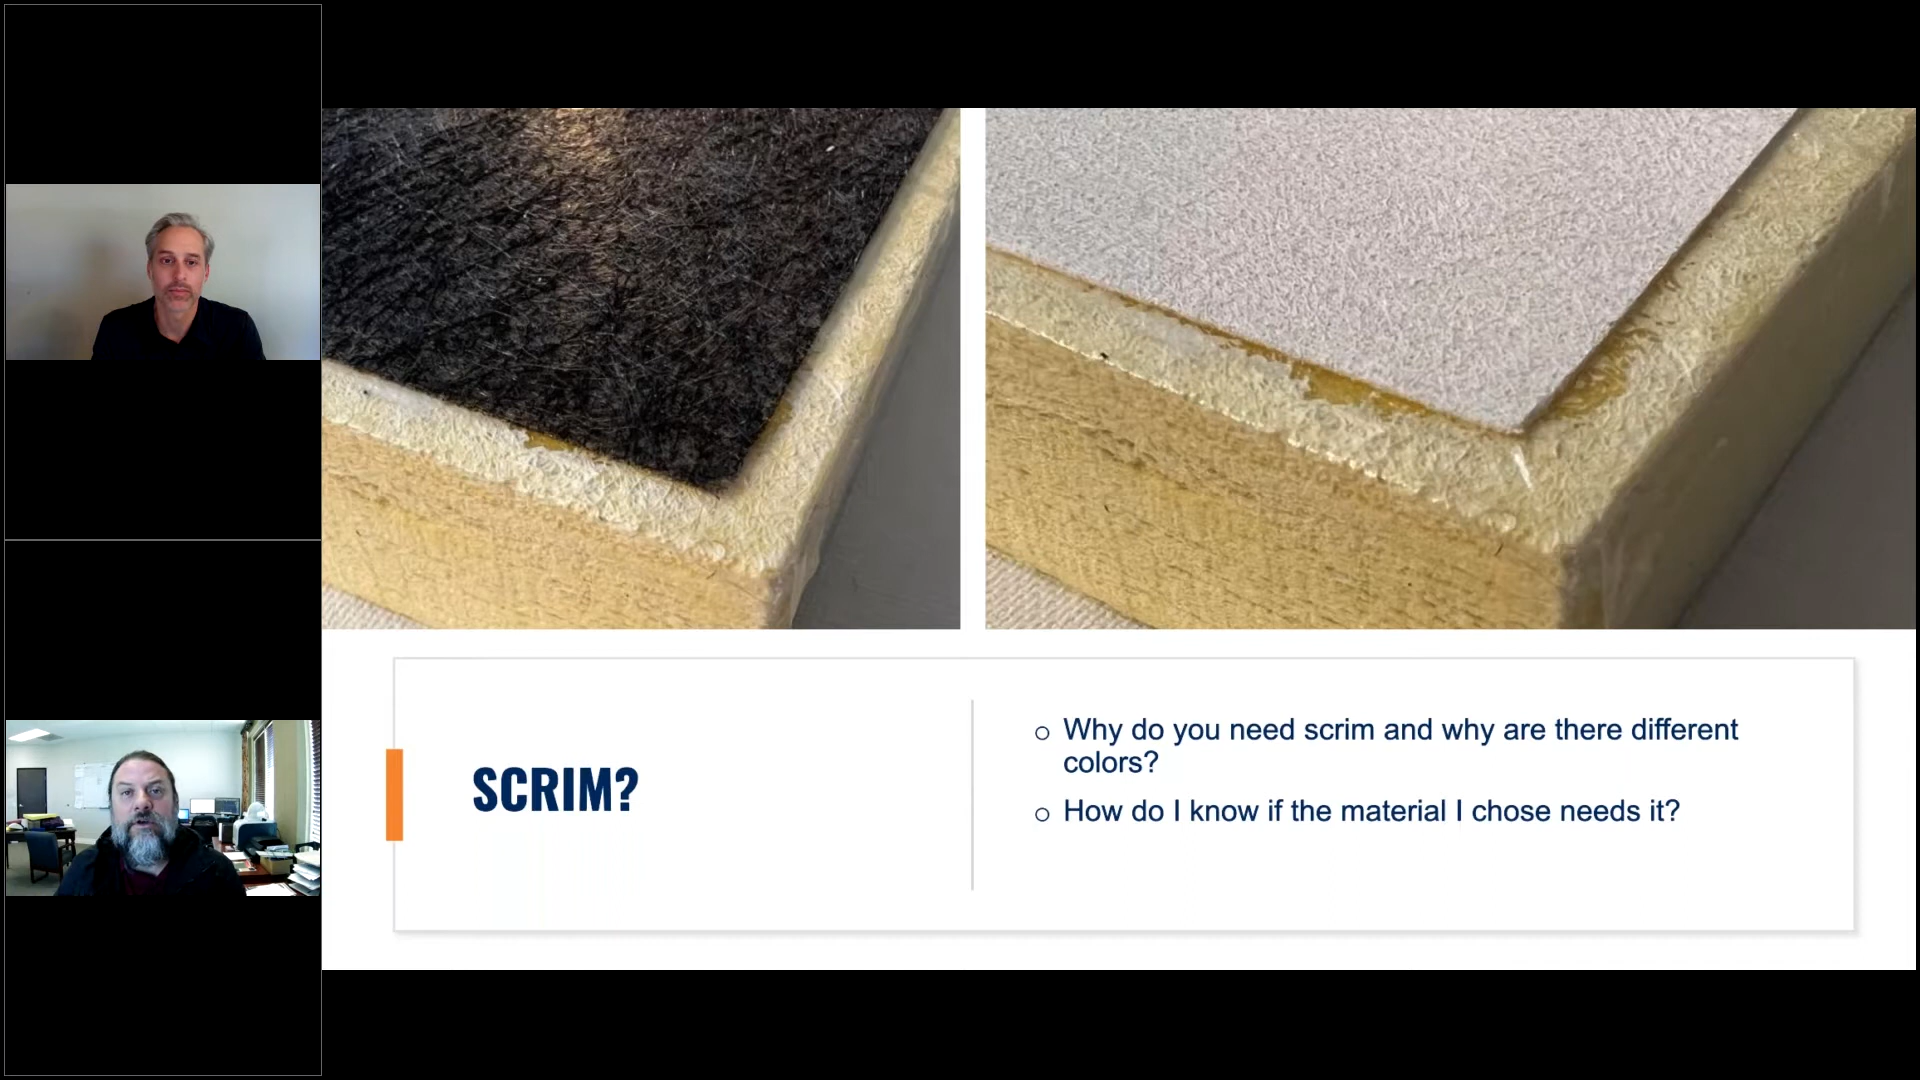 SCRIM?
○ Why do you need scrim and why are there different
colors?
○ How do I know if the material I chose needs it?